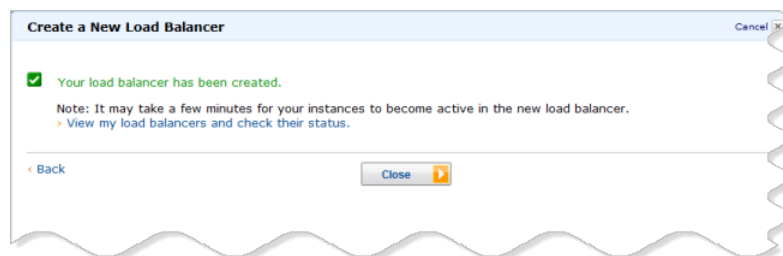 Create a New Load Balancer
Cancel
Your load balancer has been created.
Note: It may take a few minutes for your instances to become active in the new load balancer.
› View my load balancers and check their status.
‹ Back
Close